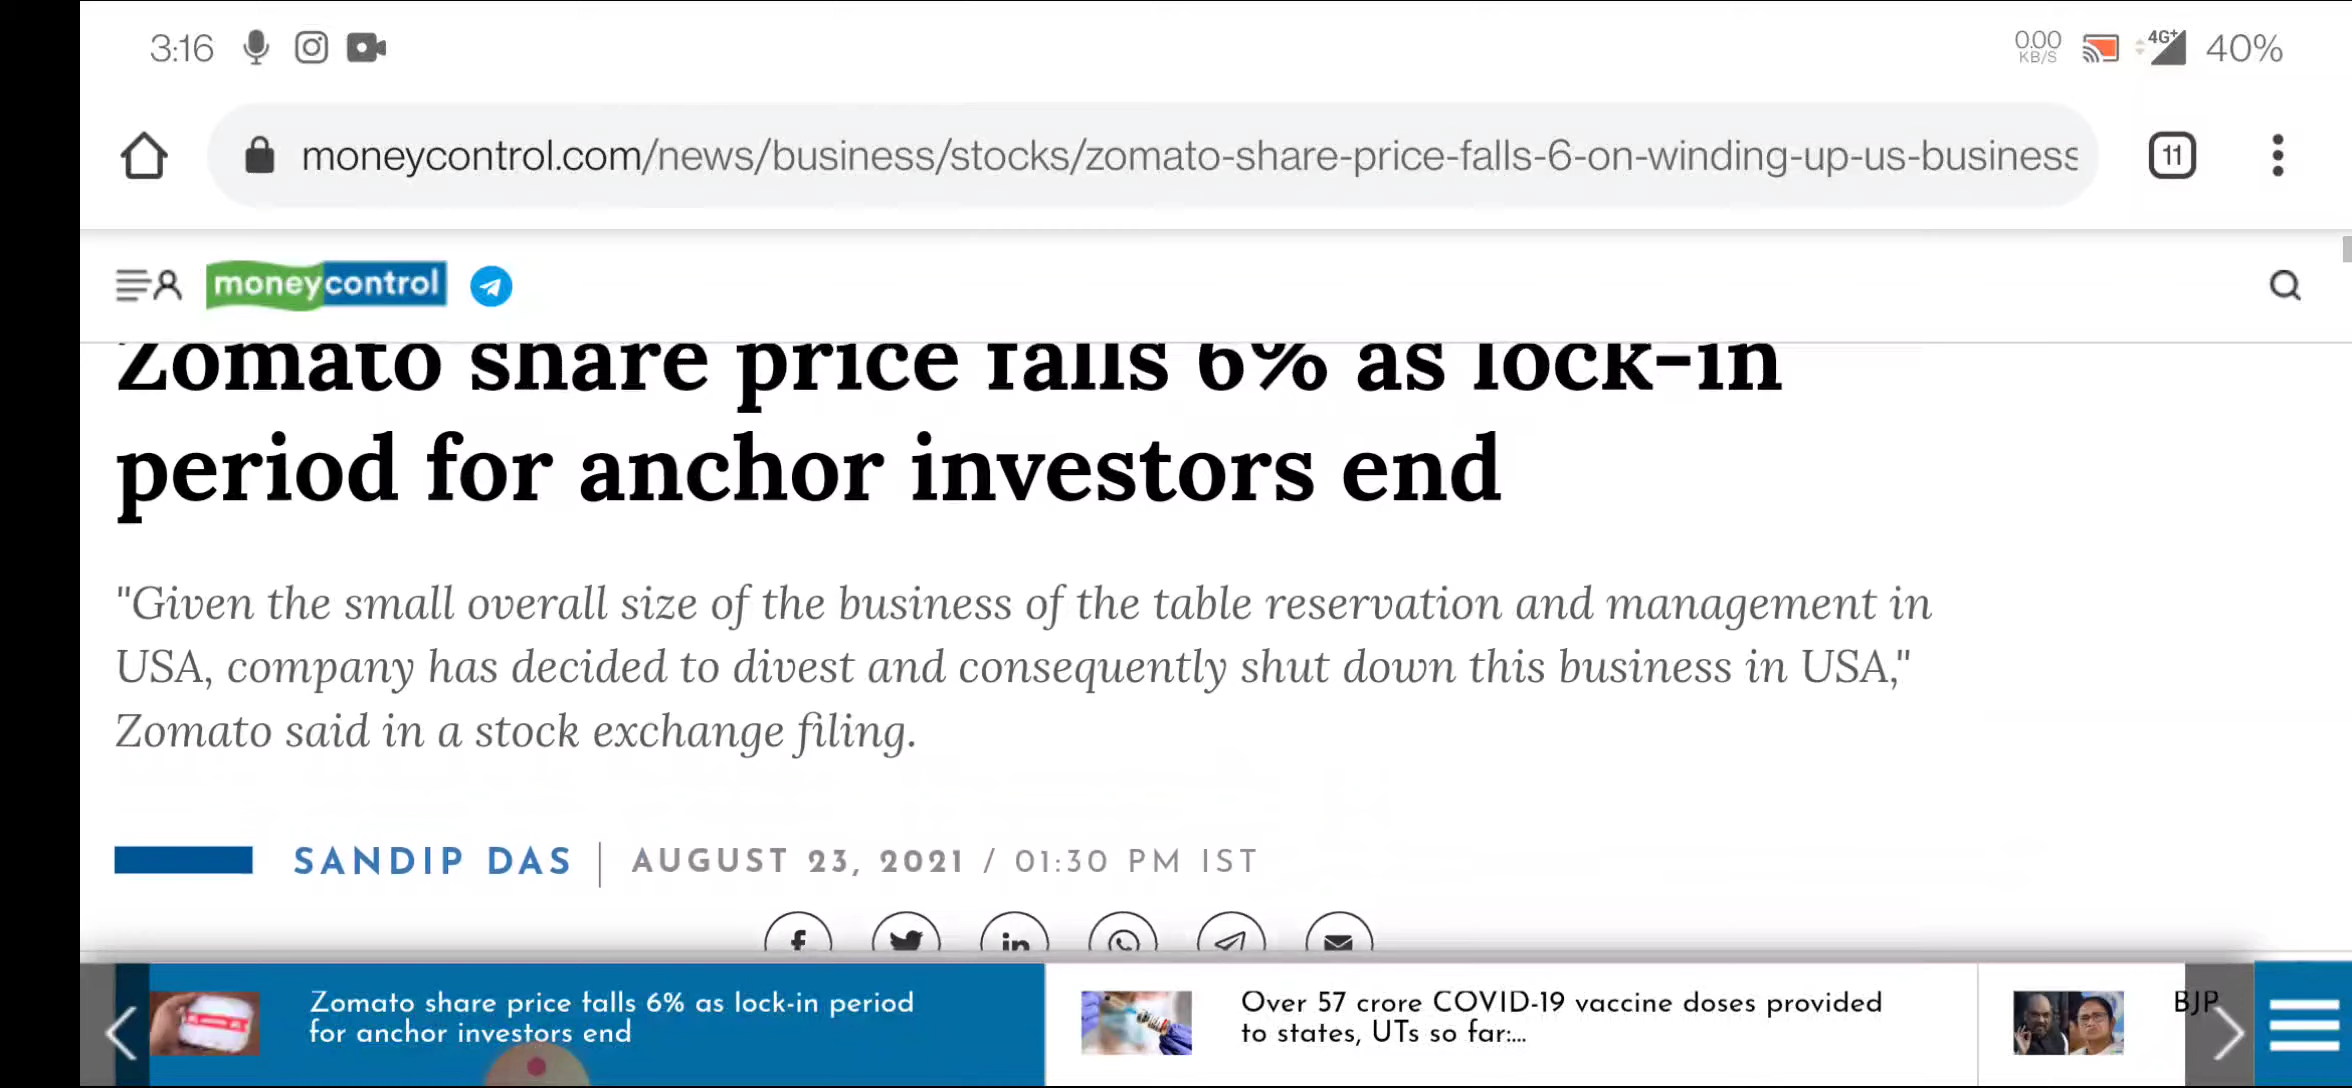 3:16
0.00
KB/S
4G+
40%
moneycontrol.com/news/business/stocks/zomato-share-price-falls-6-on-winding-up-us-business
11
moneycontrol
Zomato share price falls 6% as lock-in
period for anchor investors end
"Given the small overall size of the business of the table reservation and management in
USA, company has decided to divest and consequently shut down this business in USA,"
Zomato said in a stock exchange filing.
SANDIP DAS | AUGUST 23, 2021 / 01:30 PM IST
Zomato share price falls 6% as lock-in period
for anchor investors end
Over 57 crore COVID-19 vaccine doses provided
to states, UTs so far:...
BJP